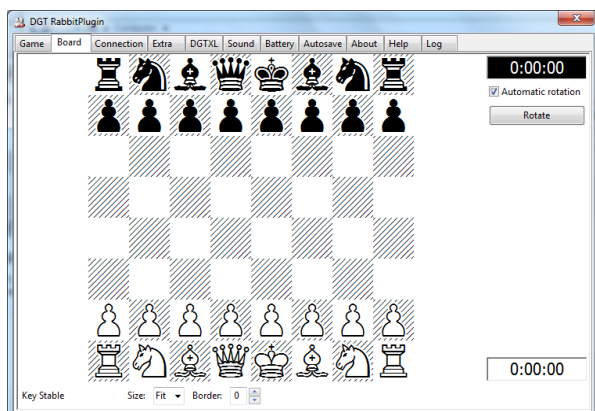 DGT RabbitPlugin
Game Board Connection Extra DGTXL Sound Battery Autosave About Help Log
0:00:00
Automatic rotation
Rotate
0:00:00
Key Stable Size: Fit Border: 0